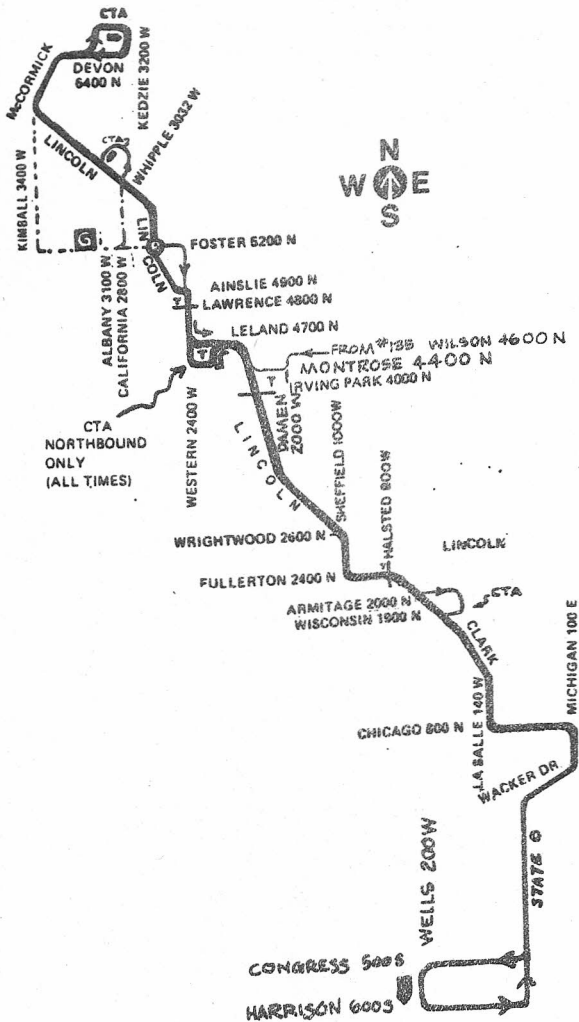 CTA
DEVON
6400 N
McCORMICK
KEDZIE 3200 W
LINCOLN
CTA
WHIPPLE 3032 W
KIMBALL 3400 W
G
G
LINCOLN
FOSTER 5200 N
ALBANY 3100 W
CALIFORNIA 2800 W
N
W E
S
AINSLIE 4900 N
T
LAWRENCE 4800 N
LELAND 4700 N
T
FROM #135 WILSON 4600 N
MONTROSE 4400 N
T
IRVING PARK 4000 N
CTA
NORTHBOUND
ONLY
(ALL TIMES)
WESTERN 2400 W
DAMEN
2000 W
LINCOLN
SHEFFIELD 1000W
WRIGHTWOOD 2600 N
HALSTED 800W
LINCOLN
FULLERTON 2400 N
ARMITAGE 2000 N
WISCONSIN 1900 N
CTA
CLARK
MICHIGAN 100 E
CHICAGO 800 N
LA SALLE 140 W
WACKER DR.
STATE 0
WELLS 200W
CONGRESS 500S
HARRISON 600S